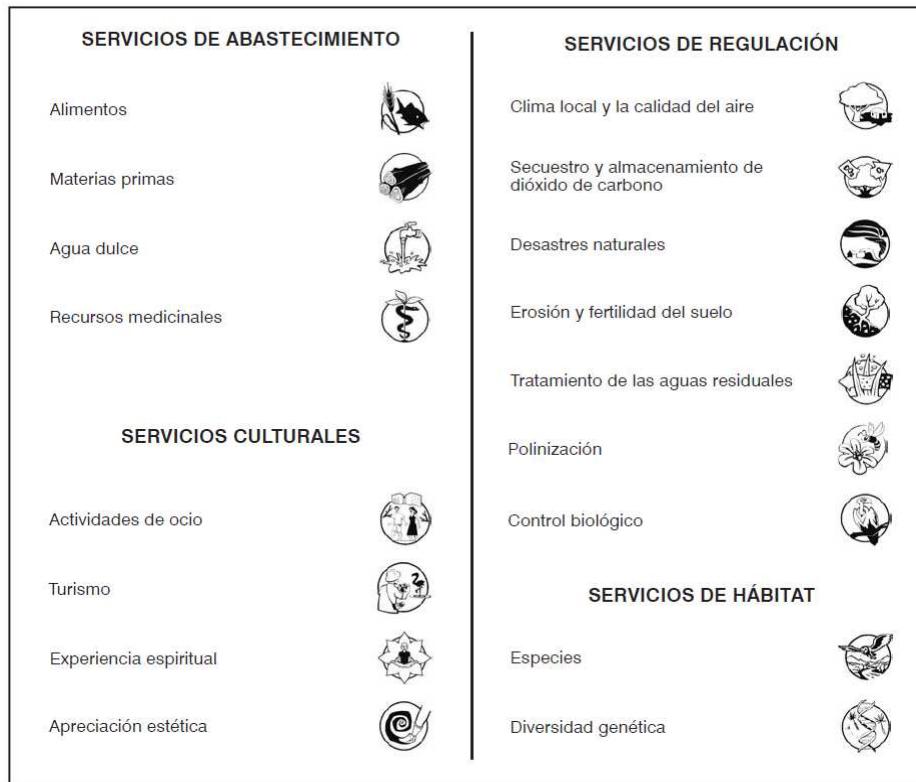 SERVICIOS DE ABASTECIMIENTO
Alimentos
Materias primas
Agua dulce
Recursos medicinales
SERVICIOS CULTURALES
Actividades de ocio
Turismo
Experiencia espiritual
Apreciación estética
SERVICIOS DE REGULACIÓN
Clima local y la calidad del aire
Secuestro y almacenamiento de
dióxido de carbono
Desastres naturales
Erosión y fertilidad del suelo
Tratamiento de las aguas residuales
Polinización
Control biológico
SERVICIOS DE HÁBITAT
Especies
Diversidad genética